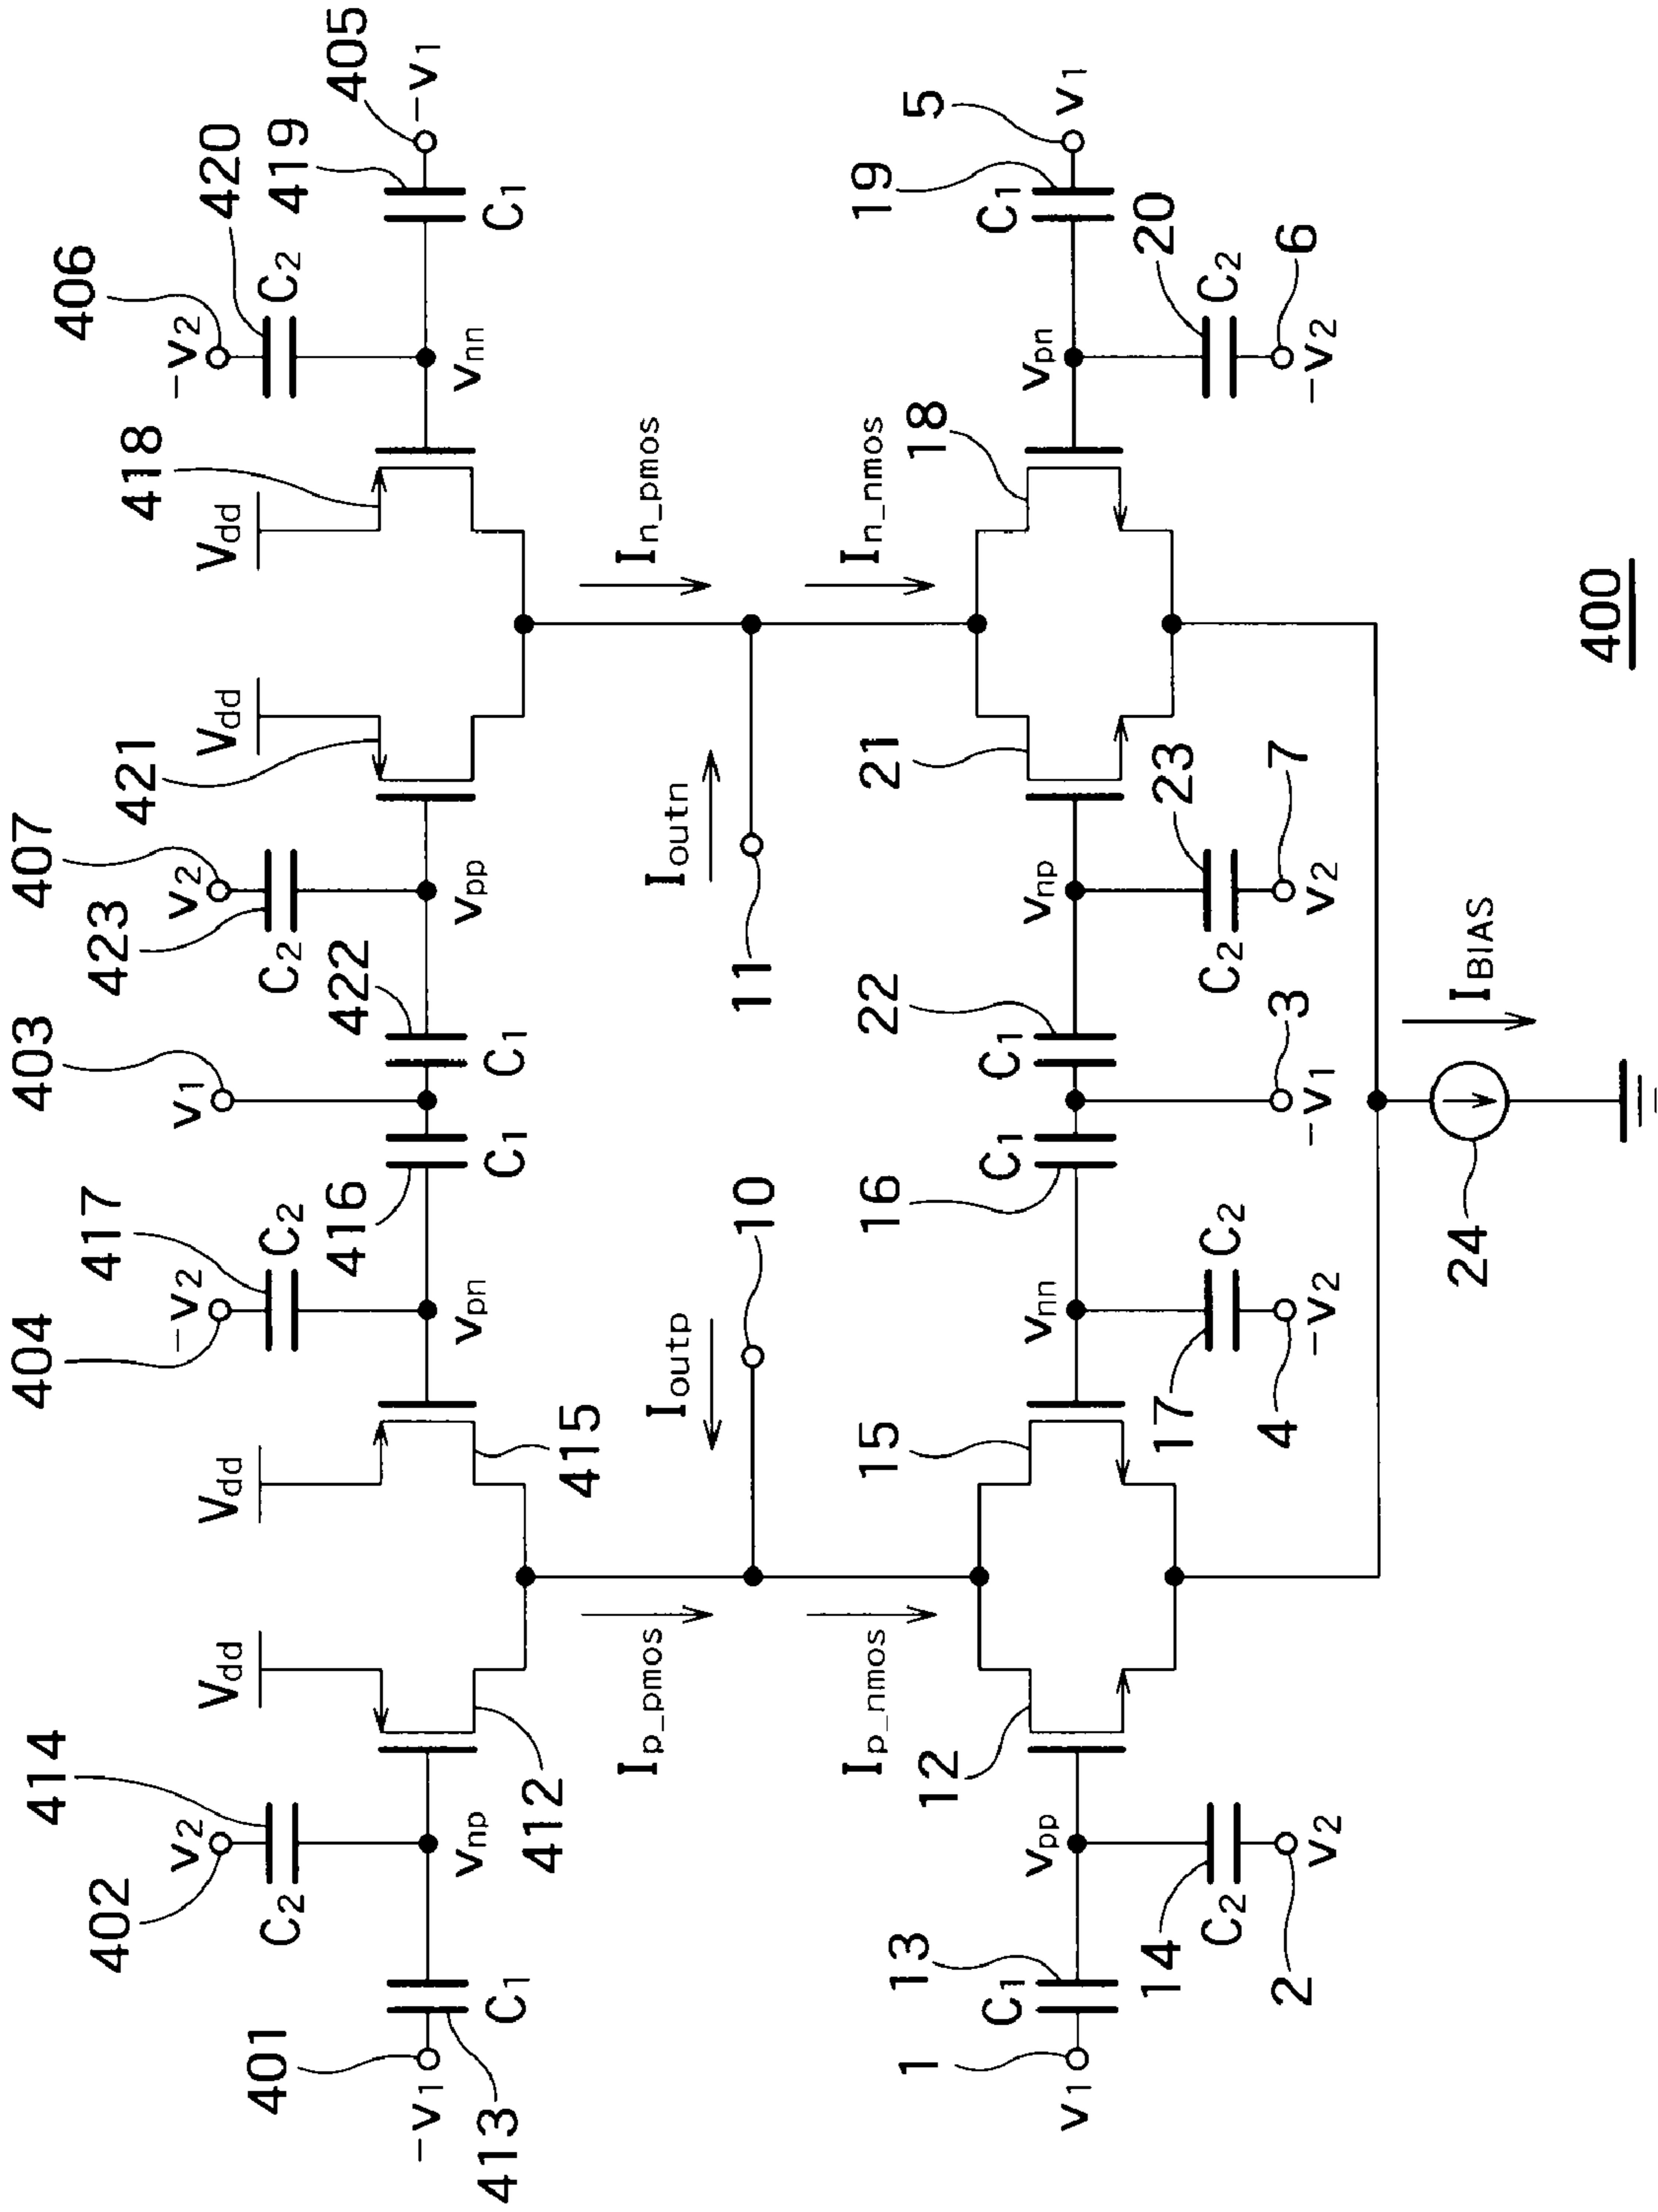 414
404
417
403
407
406
402
423
421
418
420
v2
−v2
v1
v2
−v2
Vdd
Vdd
Vdd
Vdd
401
C2
C2
C2
C2
419
405
416
422
−v1
−v1
vnp
vpn
vpp
vnn
413
C1
C1
C1
C1
412
415
Ip_pmos
Ioutp
Ioutn
In_pmos
10
11
Ip_nmos
In_nmos
1
13
12
15
16
22
21
18
19
5
C1
C1
C1
C1
v1
vpp
vnn
vnp
vpn
v1
14
17
23
20
C2
C2
C2
C2
2
4
3
7
6
v2
−v2
−v1
v2
−v2
24
IBIAS
400